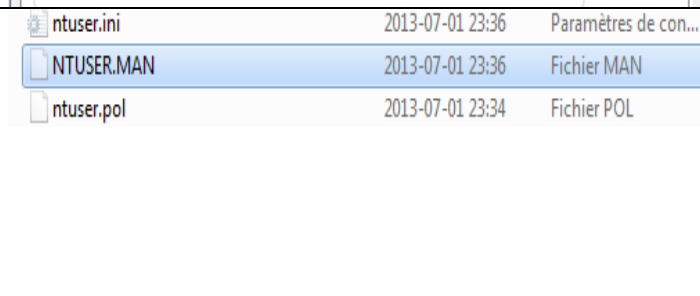 ntuser.ini 2013-07-01 23:36 Paramètres de con...
NTUSER.MAN 2013-07-01 23:36 Fichier MAN
ntuser.pol 2013-07-01 23:34 Fichier POL